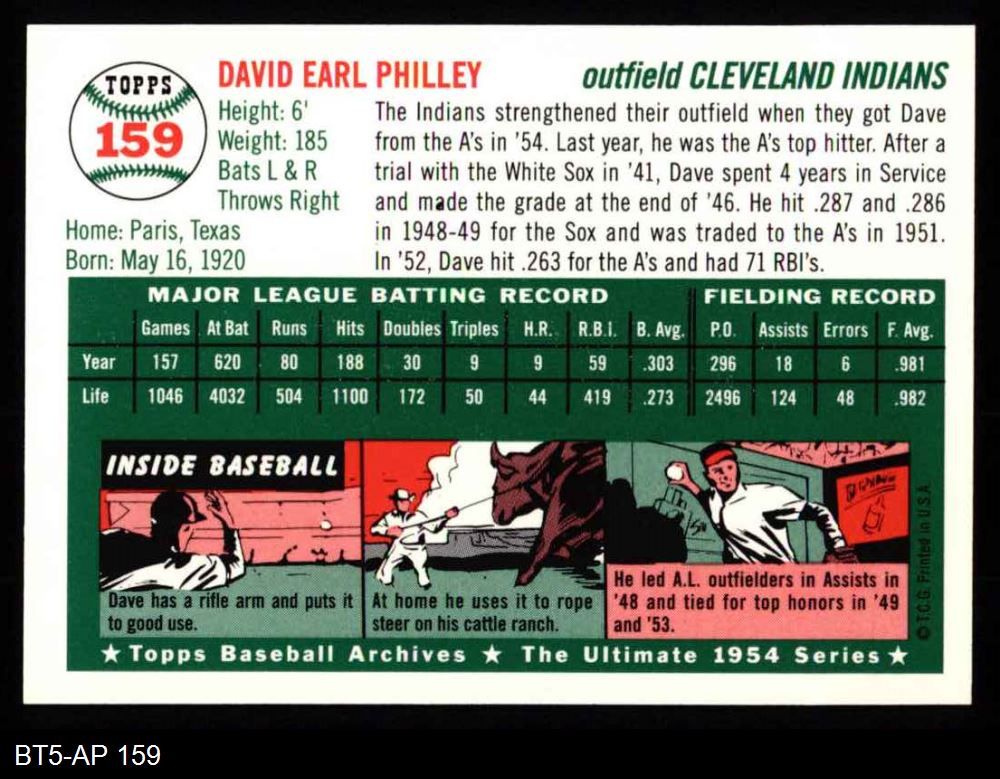 TOPPS
159
DAVID EARL PHILLEY
outfield CLEVELAND INDIANS
Height: 6'
Weight: 185
Bats L & R
Throws Right
Home: Paris, Texas
Born: May 16, 1920
The Indians strengthened their outfield when they got Dave
from the A's in '54. Last year, he was the A's top hitter. After a
trial with the White Sox in '41, Dave spent 4 years in Service
and made the grade at the end of '46. He hit .287 and .286
in 1948-49 for the Sox and was traded to the A's in 1951.
In '52, Dave hit .263 for the A's and had 71 RBI's.
MAJOR LEAGUE BATTING RECORD FIELDING RECORD
Games At Bat Runs Hits Doubles Triples H.R. R.B.I. B. Avg. P.O. Assists Errors F. Avg.
Year 157 620 80 188 30 9 9 59 .303 296 18 6 .981
Life 1046 4032 504 1100 172 50 44 419 .273 2496 124 48 .982
INSIDE BASEBALL
Dave has a rifle arm and puts it
to good use.
At home he uses it to rope
steer on his cattle ranch.
He led A.L. outfielders in Assists in
'48 and tied for top honors in '49
and '53.
© T.C.G. Printed in U.S.A.
★ Topps Baseball Archives ★ The Ultimate 1954 Series ★
BT5-AP 159